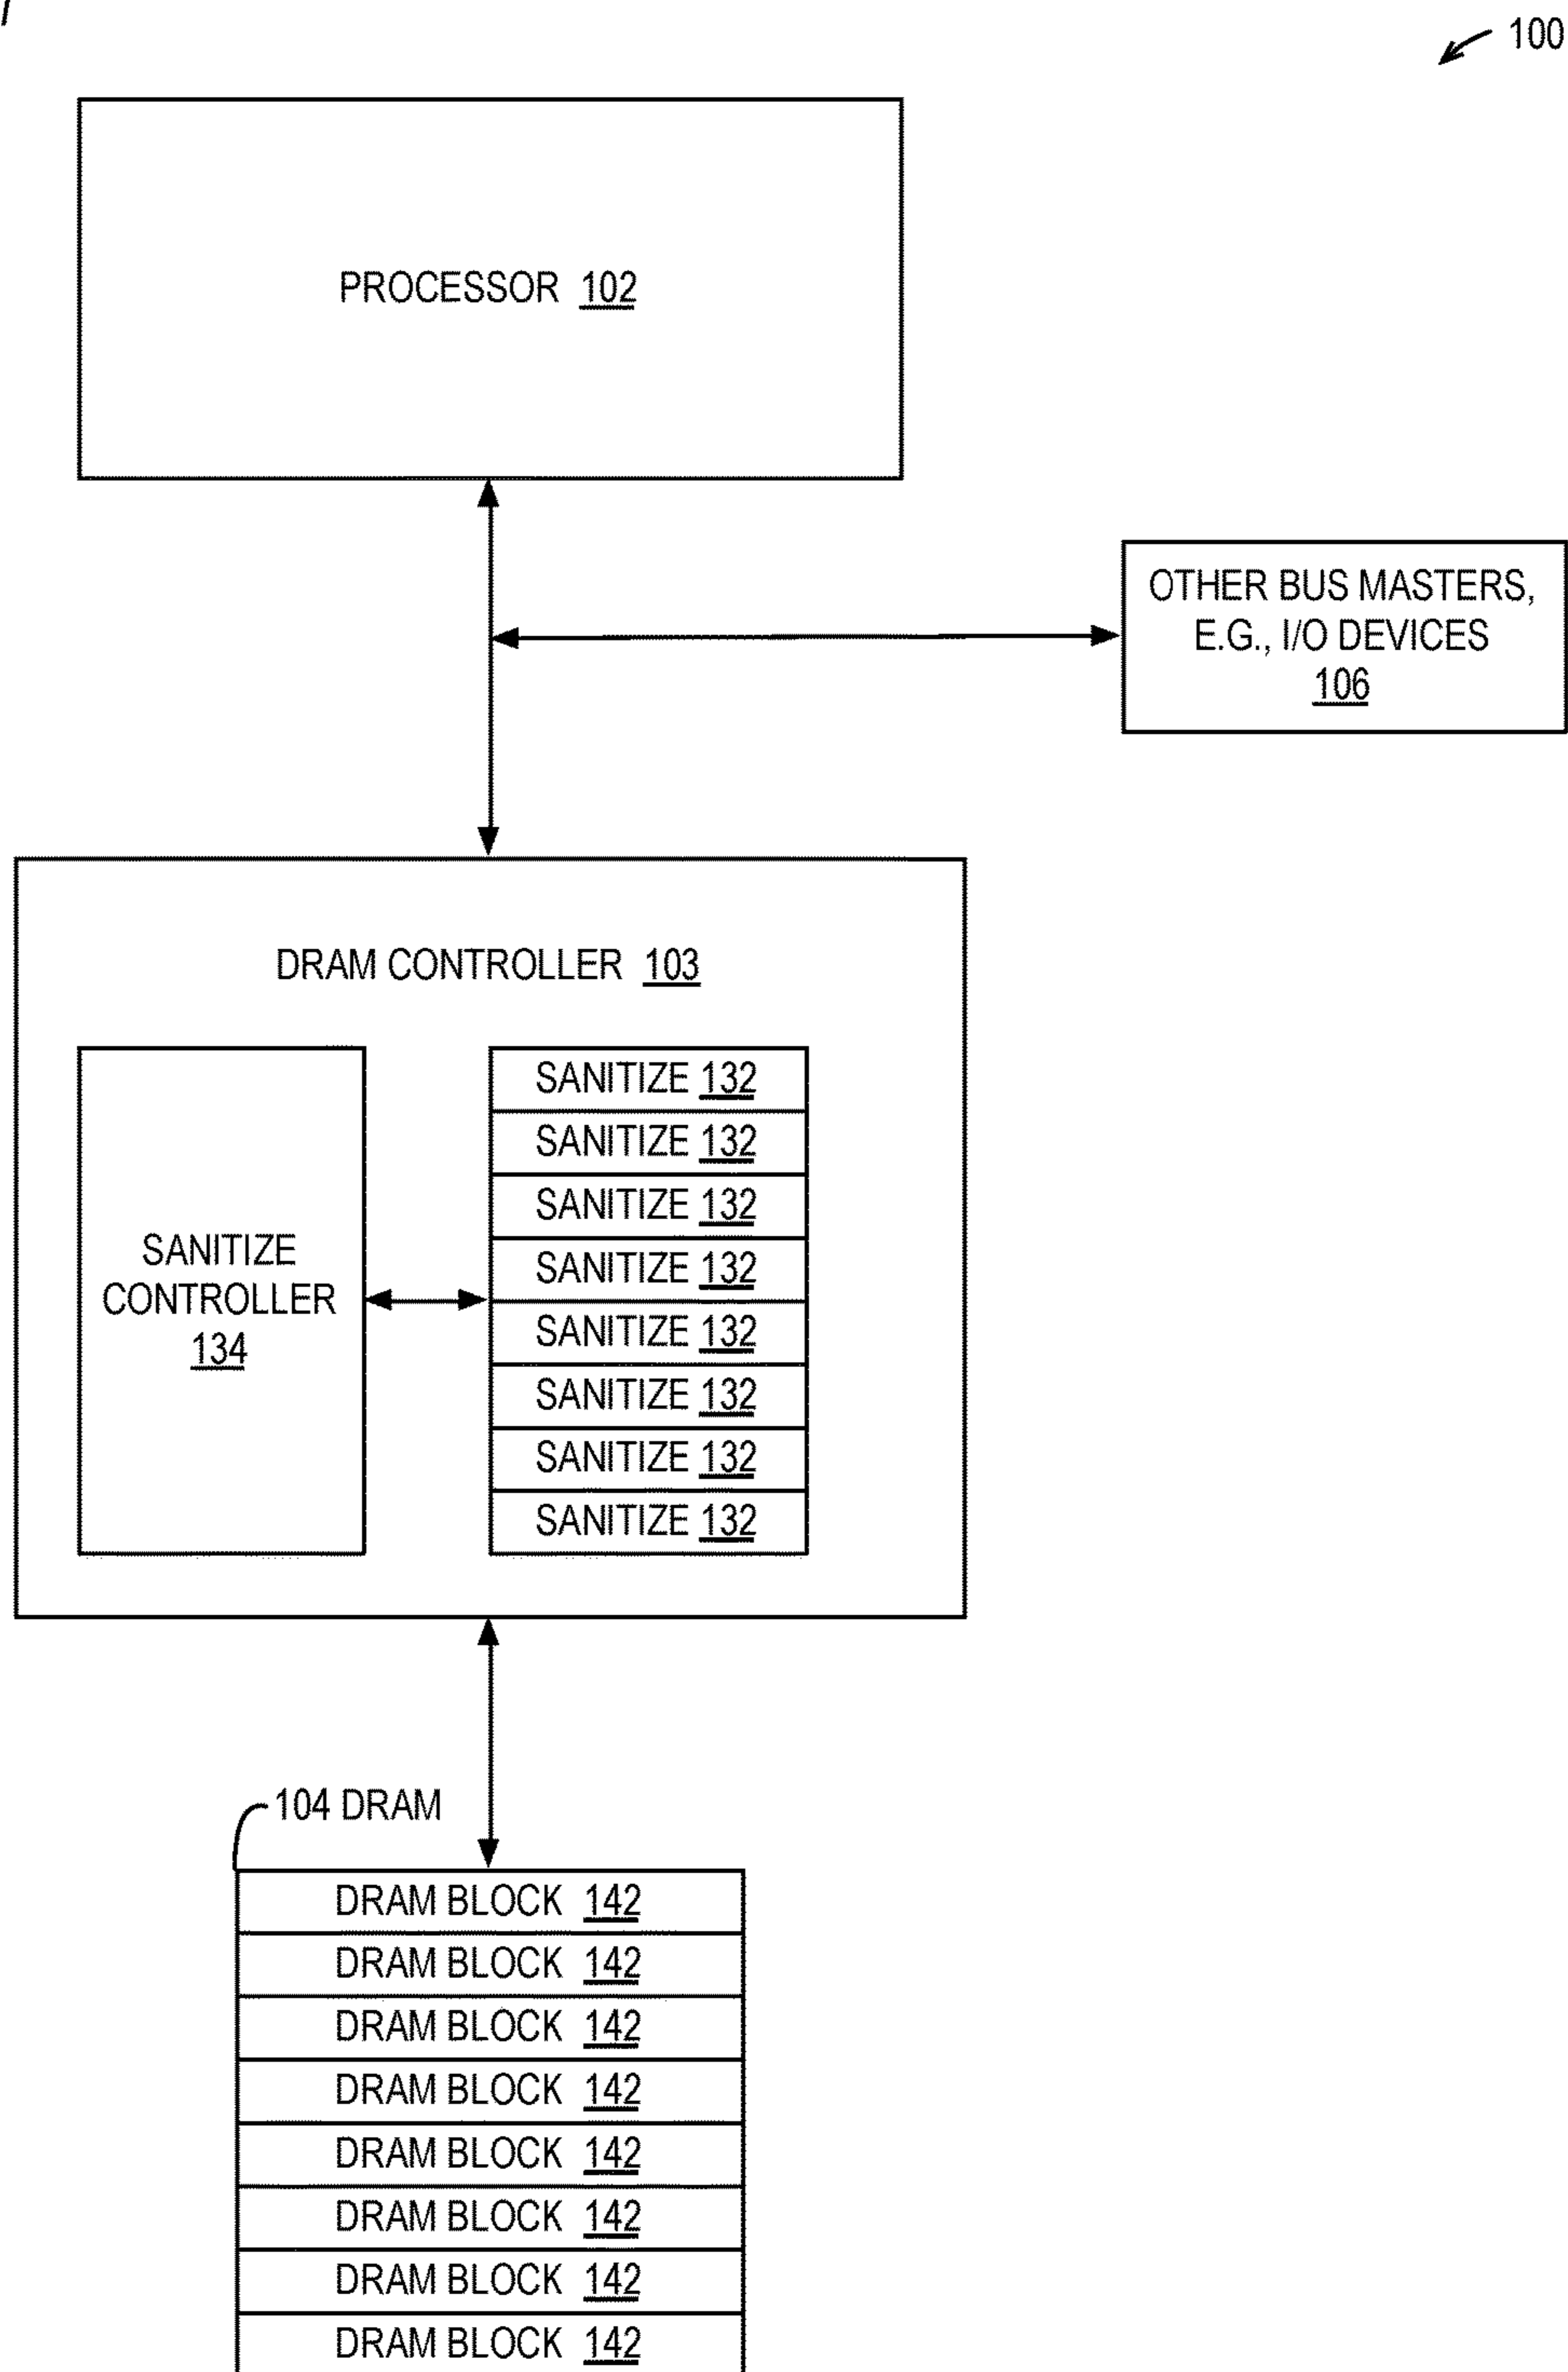 100
PROCESSOR 102
OTHER BUS MASTERS,
E.G., I/O DEVICES
106
DRAM CONTROLLER 103
SANITIZE
CONTROLLER
134
SANITIZE 132
SANITIZE 132
SANITIZE 132
SANITIZE 132
SANITIZE 132
SANITIZE 132
SANITIZE 132
SANITIZE 132
104 DRAM
DRAM BLOCK 142
DRAM BLOCK 142
DRAM BLOCK 142
DRAM BLOCK 142
DRAM BLOCK 142
DRAM BLOCK 142
DRAM BLOCK 142
DRAM BLOCK 142